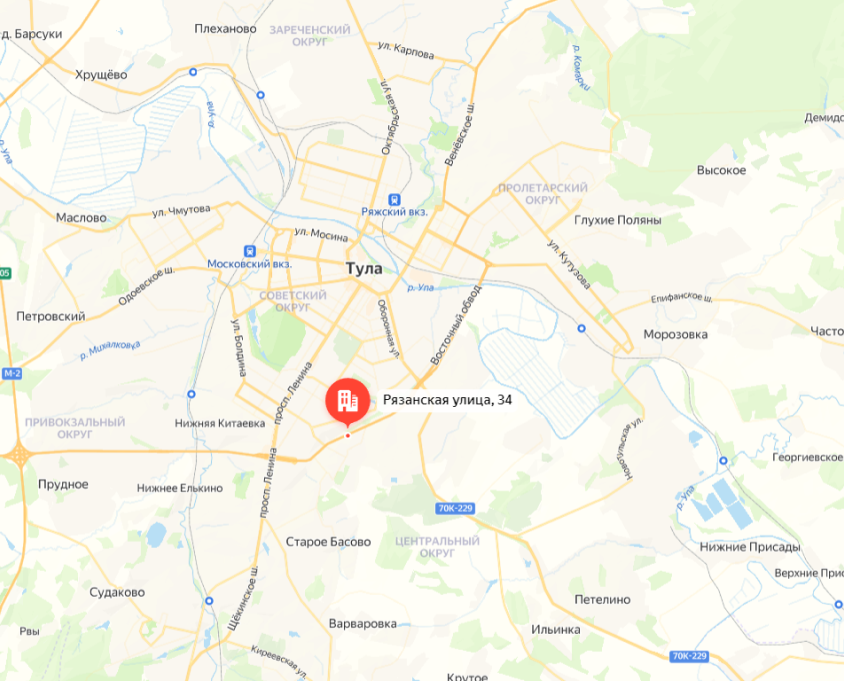 Плеханово
ЗАРЕЧЕНСКИЙ
ОКРУГ
д. Барсуки
ул. Карпова
р. Комарки
Хрущёво
Октябрьская ул.
р. Упа
Венёвское ш.
Демидо
р. Упа
Высокое
ПРОЛЕТАРСКИЙ
ОКРУГ
Ряжский вкз.
Маслово
ул. Чмутова
Глухие Поляны
ул. Мосина
ул. Кутузова
Московский вкз.
Тула
05
Одоевское ш.
р. Упа
СОВЕТСКИЙ
ОКРУГ
Епифанское ш.
Петровский
Оборонная ул.
Восточный обвод
Морозовка
Часто
ул. Болдина
р. Михалковка
М-2
просп. Ленина
Рязанская улица, 34
ПРИВОКЗАЛЬНЫЙ
ОКРУГ
Нижняя Китаевка
Новотульская ул.
Георгиевское
просп. Ленина
Прудное
Нижнее Елькино
р. Упа
70К-229
Старое Басово
ЦЕНТРАЛЬНЫЙ
ОКРУГ
Нижние Присады
Верхние При
Судаково
Щёкинское ш.
Петелино
Рвы
Варваровка
Ильинка
Киреевская ул.
70К-229
Крутое